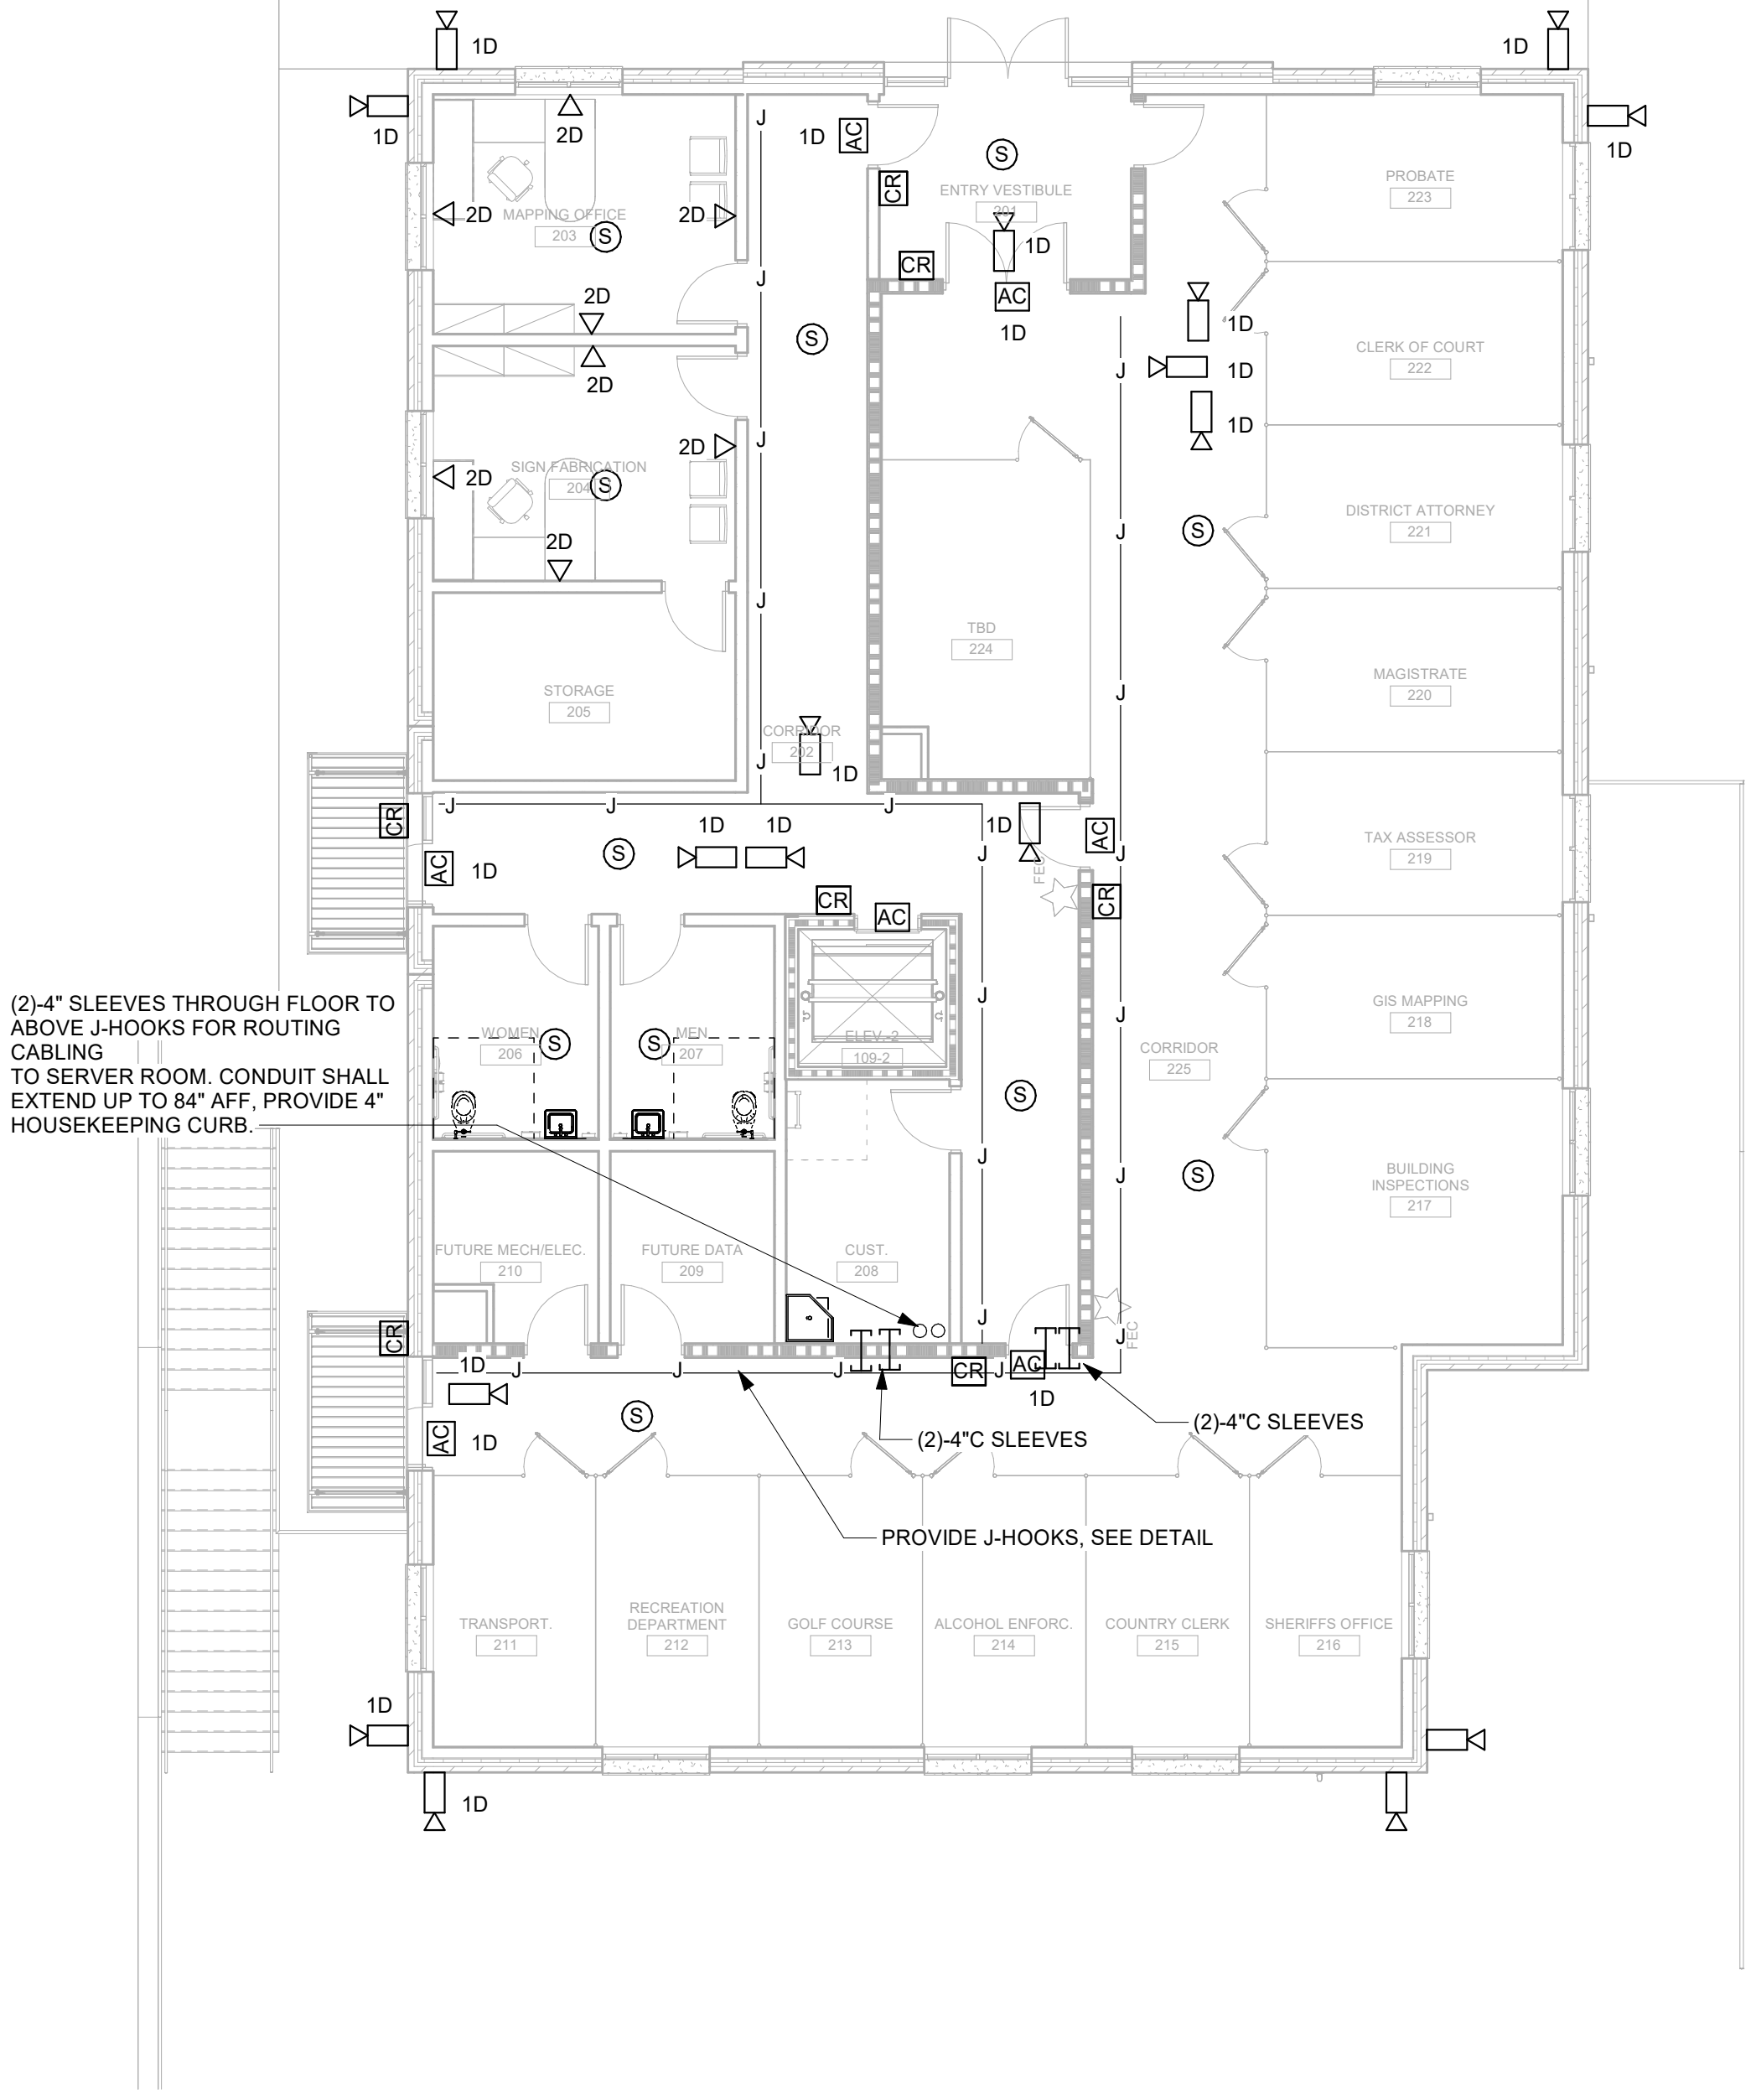 1D
1D
1D
1D
J
2D
1D
AC
S
CR
ENTRY VESTIBULE
201
PROBATE
223
2D
MAPPING OFFICE
203
S
2D
1D
CR
J
AC
1D
2D
S
1D
J
1D
1D
CLERK OF COURT
222
2D
J
2D
2D
SIGN FABRICATION
204
S
2D
J
S
DISTRICT ATTORNEY
221
J
TBD
224
STORAGE
205
J
MAGISTRATE
220
CORRIDOR
202
J
1D
J
J
J
CR
1D
1D
1D
AC
J
S
J
TAX ASSESSOR
219
AC
1D
FEC
CR
CR
AC
(2)-4" SLEEVES THROUGH FLOOR TO
ABOVE J-HOOKS FOR ROUTING
CABLING
TO SERVER ROOM. CONDUIT SHALL
EXTEND UP TO 84" AFF, PROVIDE 4"
HOUSEKEEPING CURB.
WOMEN
206
S
MEN
207
S
ELEV.-2
109-2
J
S
J
GIS MAPPING
218
CORRIDOR
225
J
J
S
BUILDING
INSPECTIONS
217
FUTURE MECH/ELEC.
210
FUTURE DATA
209
CUST.
208
J
J
FEC
CR
1D
J
J
J
CR
J
AC
1D
S
AC
1D
(2)-4"C SLEEVES
(2)-4"C SLEEVES
PROVIDE J-HOOKS, SEE DETAIL
TRANSPORT.
211
RECREATION
DEPARTMENT
212
GOLF COURSE
213
ALCOHOL ENFORC.
214
COUNTRY CLERK
215
SHERIFFS OFFICE
216
1D
1D